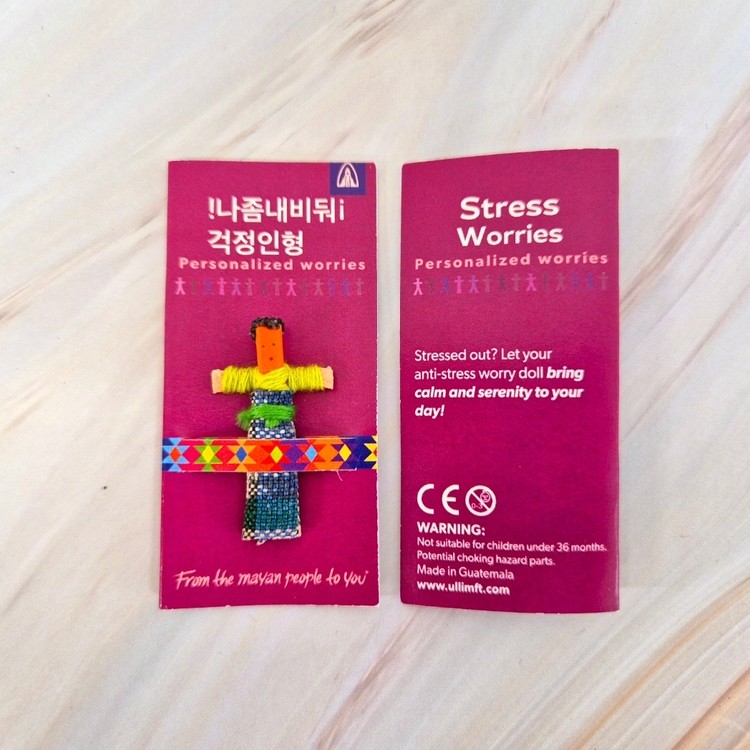 !나좀내비둬¡
걱정인형
Personalized worries
From the mayan people to you
Stress
Worries
Personalized worries
Stressed out? Let your
anti-stress worry doll bring
calm and serenity to your
day!
CE 0-3
WARNING:
Not suitable for children under 36 months.
Potential choking hazard parts.
Made in Guatemala
www.ullimft.com